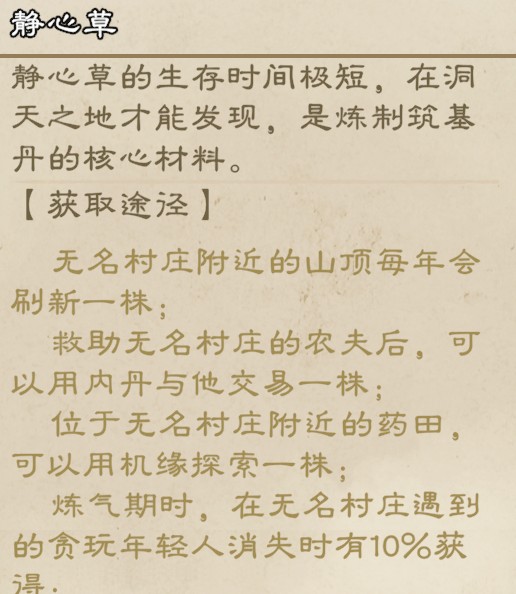 静心草
静心草的生存时间极短，在洞
天之地才能发现，是炼制筑基
丹的核心材料。
【获取途径】
无名村庄附近的山顶每年会
刷新一株；
救助无名村庄的农夫后，可
以用内丹与他交易一株；
位于无名村庄附近的药田，
可以用机缘探索一株；
炼气期时，在无名村庄遇到
的贪玩年轻人消失时有10%获
得；